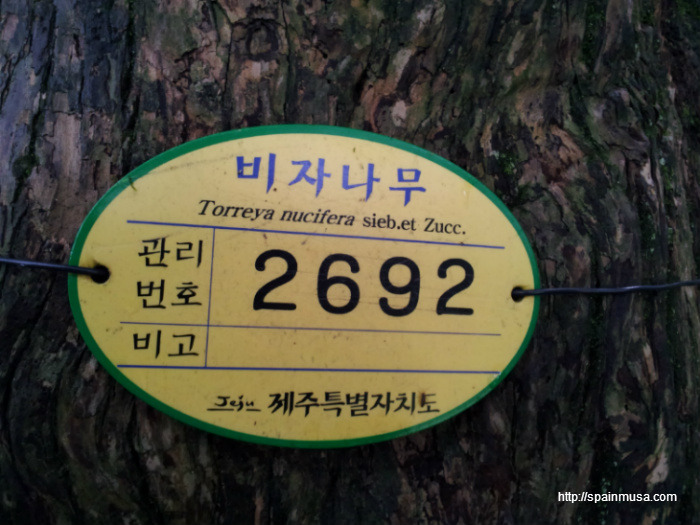 비자나무
Torreya nucifera sieb.et Zucc.
관리
번호
2692
비고
Jeju 제주특별자치도
http://spainmusa.com